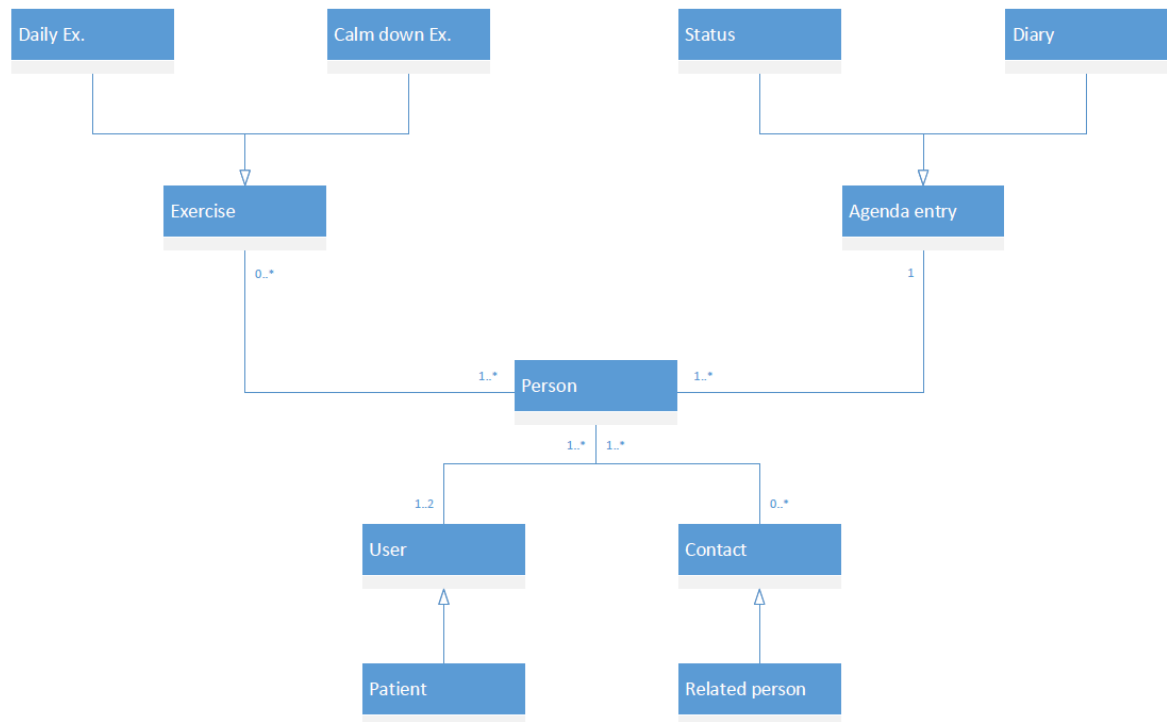 Daily Ex.
Calm down Ex.
Status
Diary
Exercise
Agenda entry
0..*
1
1..*
Person
1..*
1..*
1..*
1..2
0..*
User
Contact
Patient
Related person